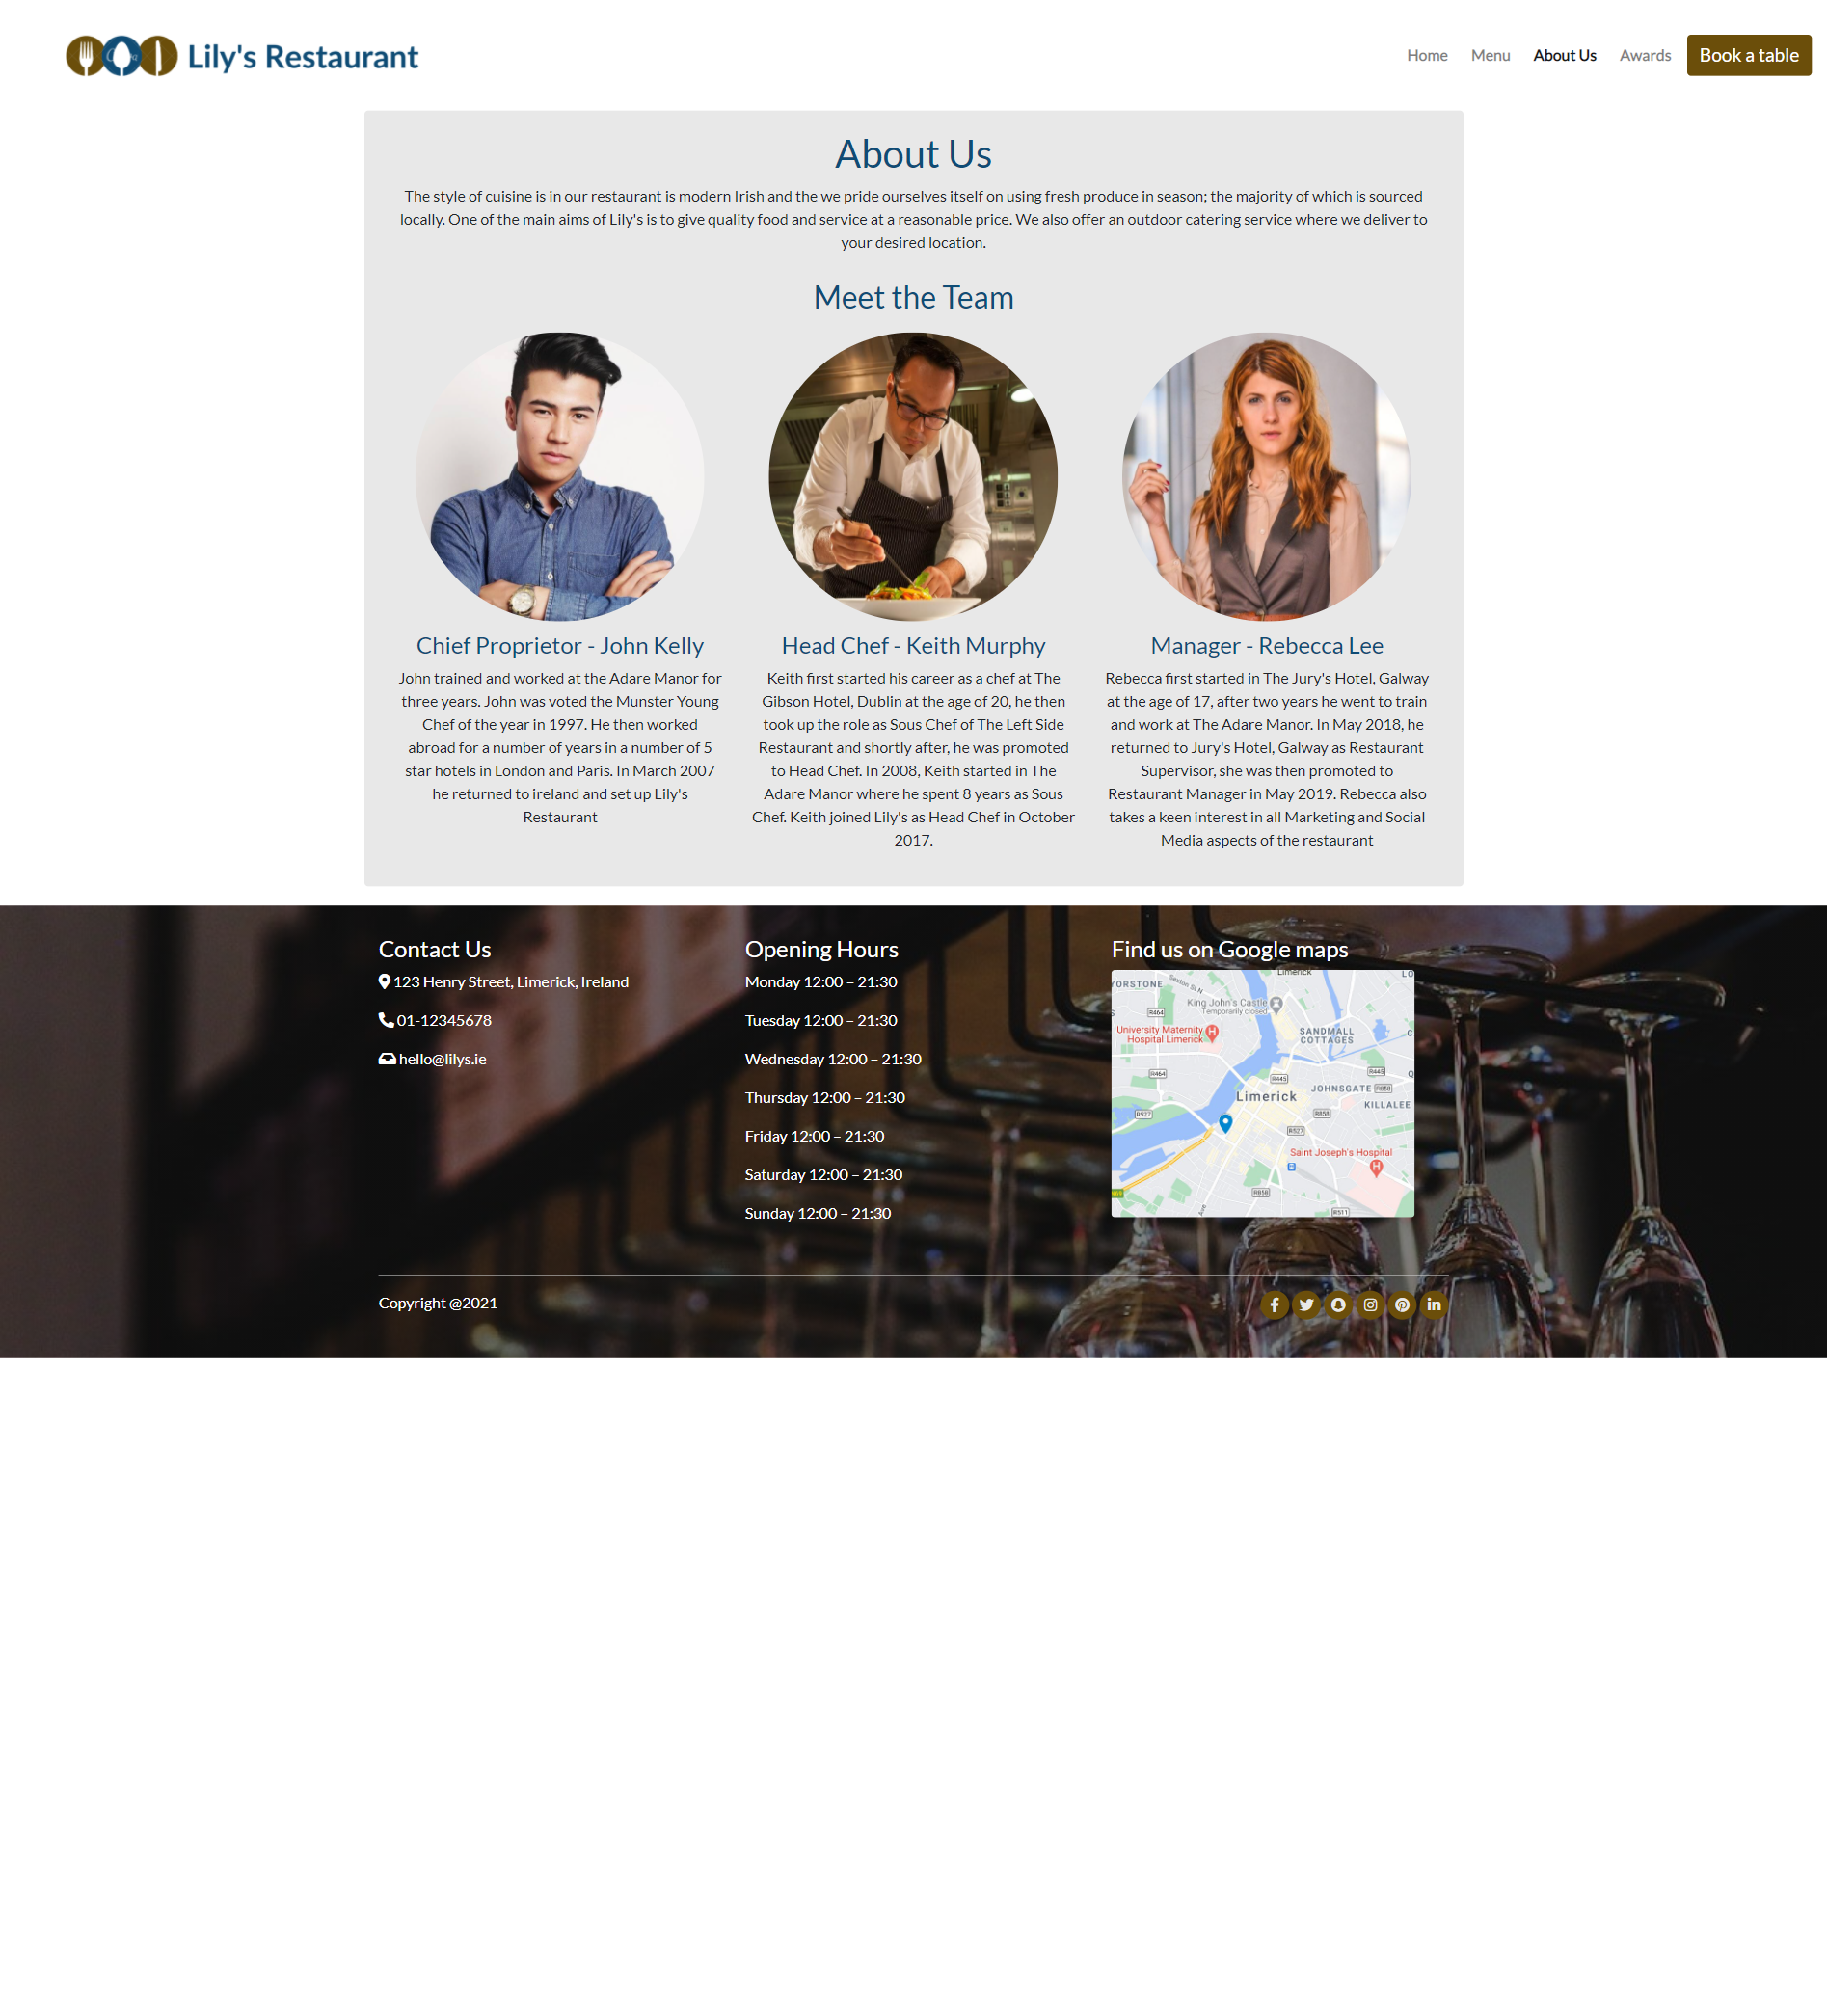 Lily's Restaurant
Home Menu About Us Awards Book a table
About Us
The style of cuisine is in our restaurant is modern Irish and the we pride ourselves itself on using fresh produce in season; the majority of which is sourced
locally. One of the main aims of Lily's is to give quality food and service at a reasonable price. We also offer an outdoor catering service where we deliver to
your desired location.
Meet the Team
Chief Proprietor - John Kelly
John trained and worked at the Adare Manor for
three years. John was voted the Munster Young
Chef of the year in 1997. He then worked
abroad for a number of years in a number of 5
star hotels in London and Paris. In March 2007
he returned to ireland and set up Lily's
Restaurant
Head Chef - Keith Murphy
Keith first started his career as a chef at The
Gibson Hotel, Dublin at the age of 20, he then
took up the role as Sous Chef of The Left Side
Restaurant and shortly after, he was promoted
to Head Chef. In 2008, Keith started in The
Adare Manor where he spent 8 years as Sous
Chef. Keith joined Lily's as Head Chef in October
2017.
Manager - Rebecca Lee
Rebecca first started in The Jury's Hotel, Galway
at the age of 17, after two years he went to train
and work at The Adare Manor. In May 2018, he
returned to Jury's Hotel, Galway as Restaurant
Supervisor, she was then promoted to
Restaurant Manager in May 2019. Rebecca also
takes a keen interest in all Marketing and Social
Media aspects of the restaurant
Contact Us
123 Henry Street, Limerick, Ireland
01-12345678
hello@lilys.ie
Opening Hours
Monday 12:00 – 21:30
Tuesday 12:00 – 21:30
Wednesday 12:00 – 21:30
Thursday 12:00 – 21:30
Friday 12:00 – 21:30
Saturday 12:00 – 21:30
Sunday 12:00 – 21:30
Find us on Google maps
Limerick
LO
YORSTONE
Sexton St N
R464
King John's Castle
Temporarily closed
University Maternity
Hospital Limerick
SANDMALL
COTTAGES
R464
R445
R445
JOHNSGATE
R858
Limerick
KILLALEE
R527
R858
R527
Saint Joseph's Hospital
R858
Ave
R511
Copyright @2021